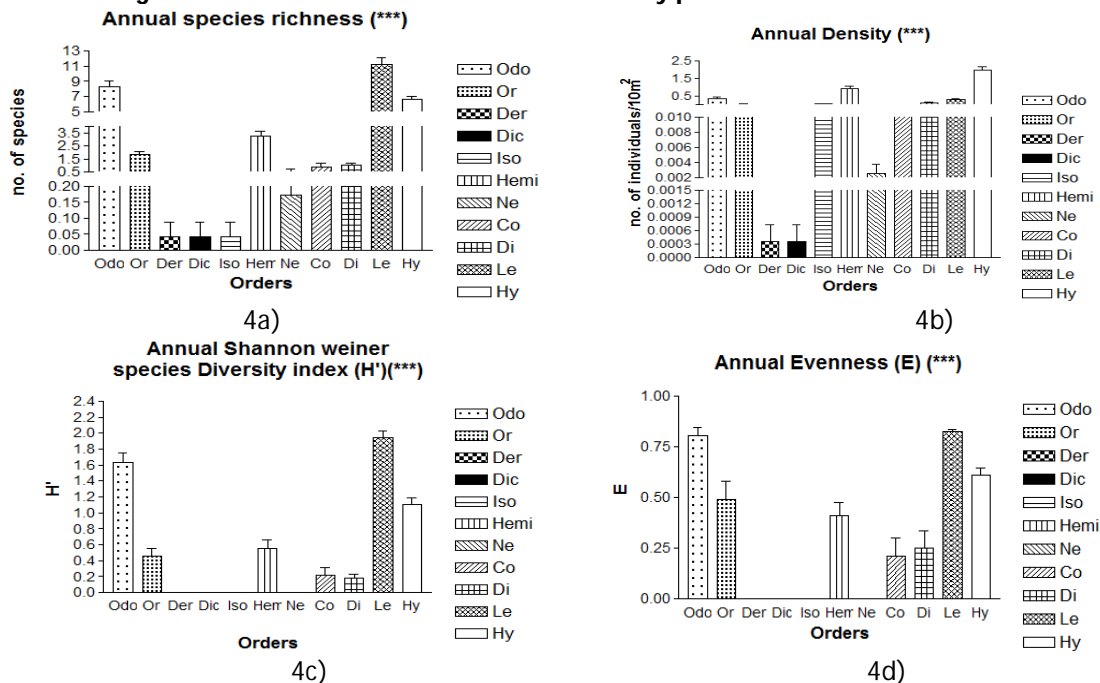 Annual species richness (***)
no. of species
13
11
9
7
5
3.5
2.5
1.5
0.5
0.20
0.15
0.10
0.05
0.00
Odo Or Der Dic Iso Herr Ne Co Di Le Hy
Orders
Odo
Or
Der
Dic
Iso
Hemi
Ne
Co
Di
Le
Hy
4a)
Annual Density (***)
no. of individuals/10m²
2.5
1.5
0.5
0.010
0.008
0.006
0.004
0.002
0.0015
0.0012
0.0009
0.0006
0.0003
0.0000
Odo Or Der Dic Iso Herr Ne Co Di Le Hy
Orders
Odo
Or
Der
Dic
Iso
Hemi
Ne
Co
Di
Le
Hy
4b)
Annual Shannon weiner
species Diversity index (H')(***)
H'
2.4
2.2
2.0
1.8
1.6
1.4
1.2
1.0
0.8
0.6
0.4
0.2
0.0
Odo Or Der Dic Iso Herr Ne Co Di Le Hy
Orders
Odo
Or
Der
Dic
Iso
Hemi
Ne
Co
Di
Le
Hy
4c)
Annual Evenness (E) (***)
E
1.00
0.75
0.50
0.25
0.00
Odo Or Der Dic Iso Herr Ne Co Di Le Hy
Orders
Odo
Or
Der
Dic
Iso
Hemi
Ne
Co
Di
Le
Hy
4d)